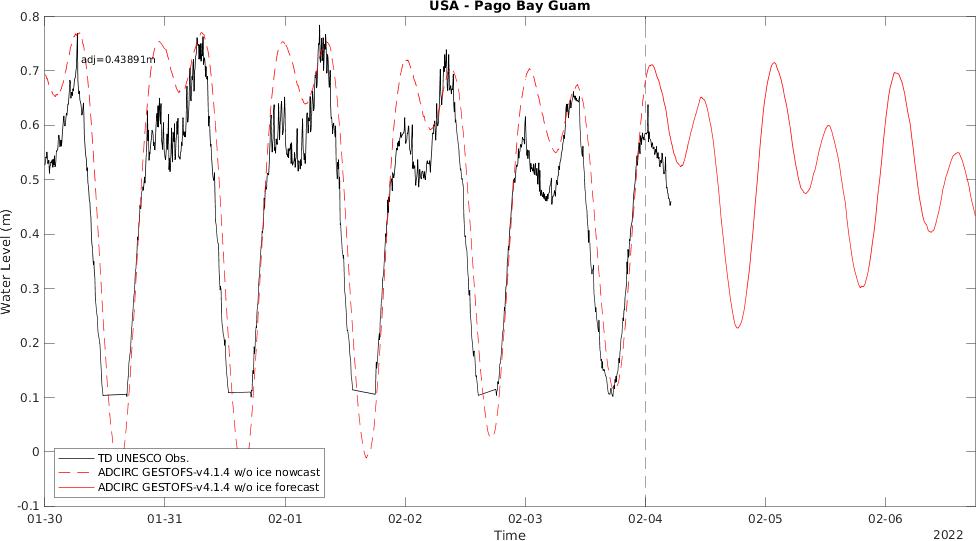 USA - Pago Bay Guam
0.8
0.7
0.6
0.5
0.4
0.3
0.2
0.1
0
-0.1
Water Level (m)
adj=0.43891m
TD UNESCO Obs.
ADCIRC GESTOFS-v4.1.4 w/o ice nowcast
ADCIRC GESTOFS-v4.1.4 w/o ice forecast
01-30 01-31 02-01 02-02 02-03 02-04 02-05 02-06
Time
2022